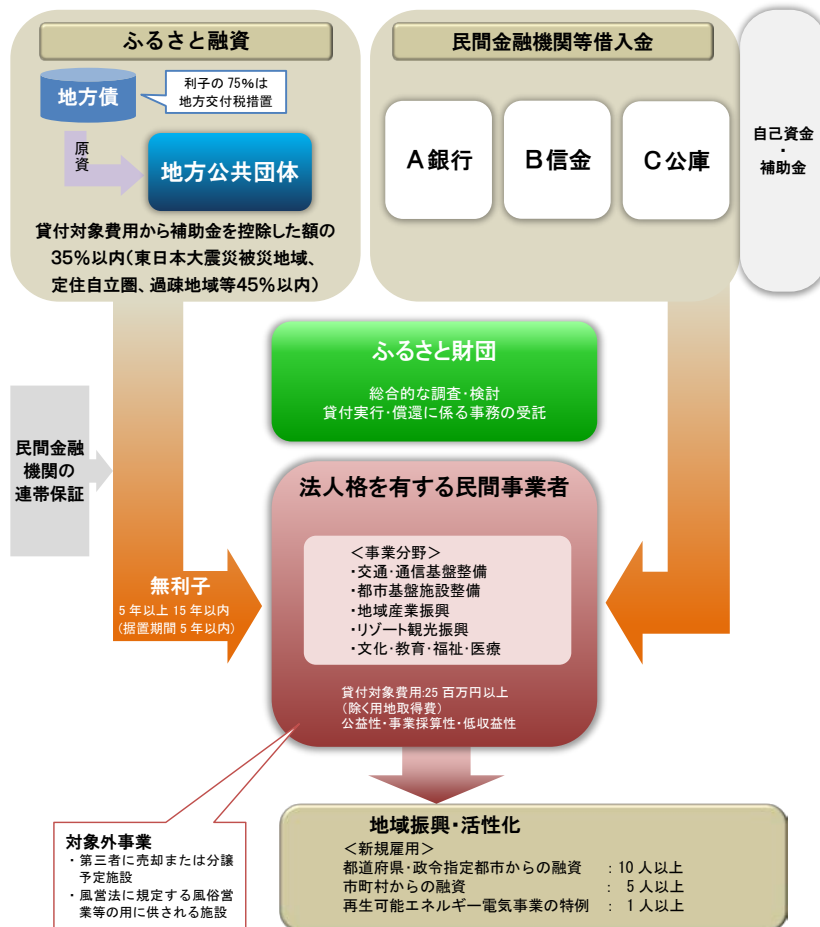 ふるさと融資
地方債
利子の75%は
地方交付税措置
原資
地方公共団体
貸付対象費用から補助金を控除した額の
35%以内(東日本大震災被災地域、
定住自立圏、過疎地域等45%以内)
民間金融機関等借入金
A銀行
B信金
C公庫
自己資金
・
補助金
ふるさと財団
総合的な調査・検討
貸付実行・償還に係る事務の受託
民間金融
機関の
連帯保証
無利子
5年以上15年以内
(据置期間5年以内)
法人格を有する民間事業者
<事業分野>
・交通・通信基盤整備
・都市基盤施設整備
・地域産業振興
・リゾート観光振興
・文化・教育・福祉・医療
貸付対象費用:25百万円以上
(除く用地取得費)
公益性・事業採算性・低収益性
対象外事業
・第三者に売却または分譲
予定施設
・風営法に規定する風俗営
業等の用に供される施設
地域振興・活性化
<新規雇用>
都道府県・政令指定都市からの融資 : 10人以上
市町村からの融資 : 5人以上
再生可能エネルギー電気事業の特例 : 1人以上